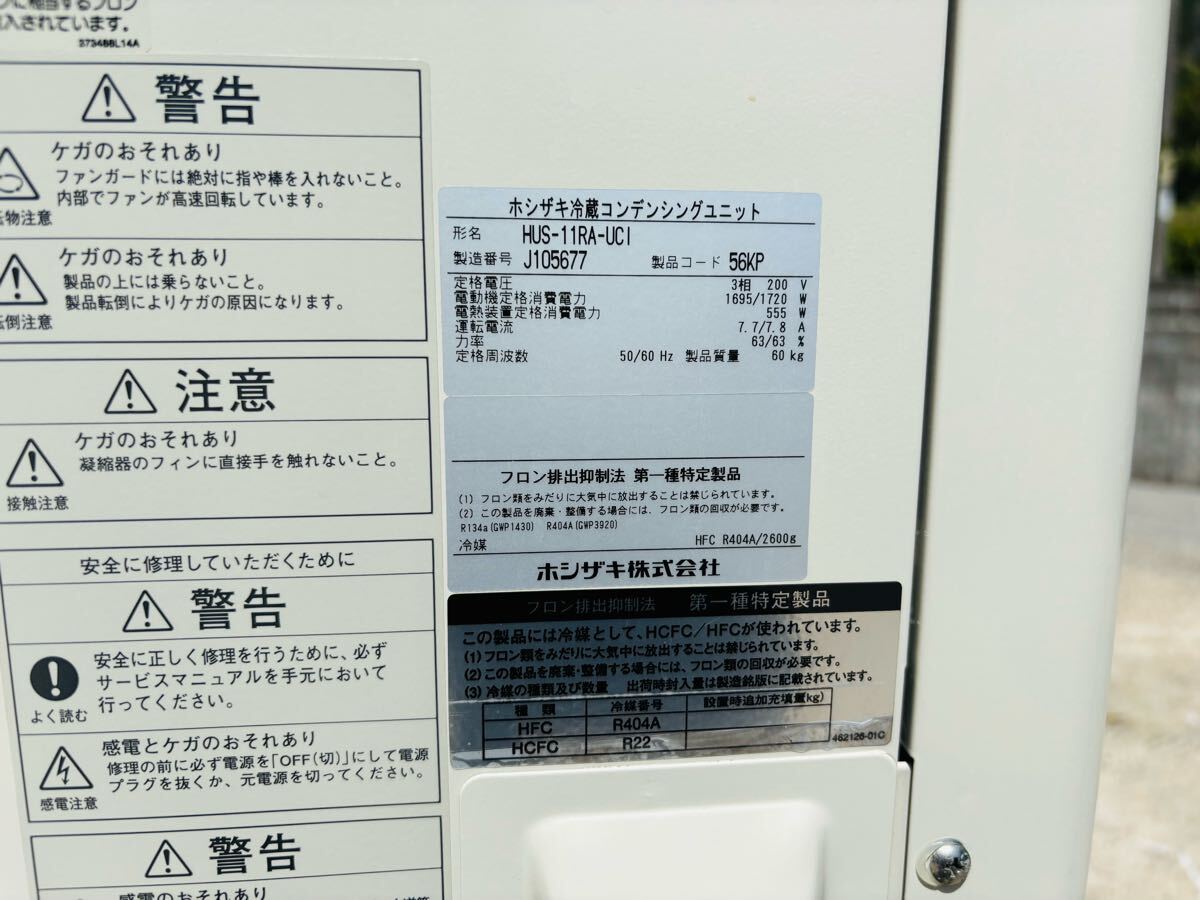 に相当するフロン
入されています。
373488L14A
警告
ケガのおそれあり
ファンガードには絶対に指や棒を入れないこと。
内部でファンが高速回転しています。
物注意
ケガのおそれあり
製品の上には乗らないこと。
製品転倒によりケガの原因になります。
倒注意
注意
ケガのおそれあり
凝縮器のフィンに直接手を触れないこと。
接触注意
安全に修理していただくために
警告
安全に正しく修理を行うために、必ず
サービスマニュアルを手元において
行ってください。
よく読む
感電とケガのおそれあり
修理の前に必ず電源を「OFF(切)」にして電源
プラグを抜くか、元電源を切ってください。
感電注意
警告
感電のおそれあり
ホシザキ冷蔵コンデンシングユニット
形名 HUS-11RA-UCI
製造番号 J105677 製品コード 56KP
定格電圧 3相 200 V
電動機定格消費電力 1695/1720 W
電熱装置定格消費電力 555 W
運転電流 7.7/7.8 A
力率 63/63 %
定格周波数 50/60 Hz 製品質量 60 kg
フロン排出抑制法 第一種特定製品
(1) フロン類をみだりに大気中に放出することは禁じられています。
(2) この製品を廃棄・整備する場合には、フロン類の回収が必要です。
R134a(GWP1430) R404A(GWP3920)
冷媒 HFC R404A/2600g
ホシザキ株式会社
フロン排出抑制法 第一種特定製品
この製品には冷媒として、HCFC/HFCが使われています。
(1)フロン類をみだりに大気中に放出することは禁じられています。
(2)この製品を廃棄・整備する場合には、フロン類の回収が必要です。
(3)冷媒の種類及び数量 出荷時封入量は製造銘版に記載されています。
種類 冷媒番号 設置時追加充填量kg)
HFC R404A
HCFC R22
462126-01C